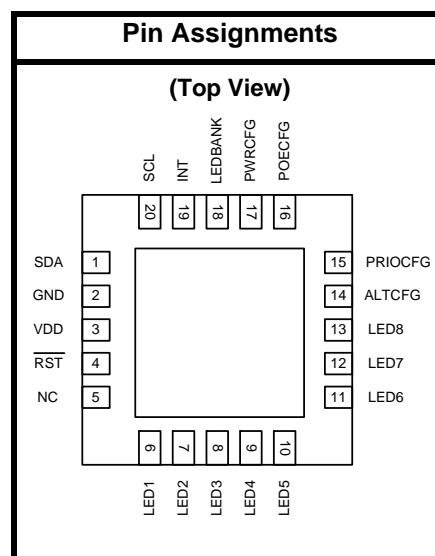 Pin Assignments
(Top View)
SCL INT LEDBANK PWRCFG POECFG
20 19 18 17 16
SDA 1 15 PRIOCFG
GND 2 14 ALTCFG
VDD 3 13 LED8
RST 4 12 LED7
NC 5 11 LED6
6 7 8 9 10
LED1 LED2 LED3 LED4 LED5